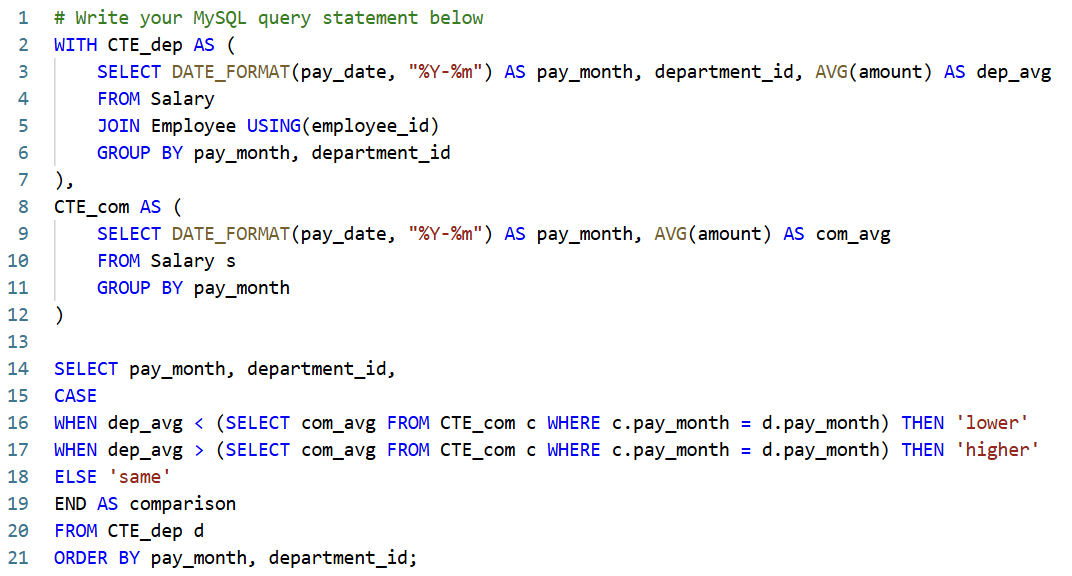 1 # Write your MySQL query statement below
2 WITH CTE_dep AS (
3     SELECT DATE_FORMAT(pay_date, "%Y-%m") AS pay_month, department_id, AVG(amount) AS dep_avg
4     FROM Salary
5     JOIN Employee USING(employee_id)
6     GROUP BY pay_month, department_id
7 ),
8 CTE_com AS (
9     SELECT DATE_FORMAT(pay_date, "%Y-%m") AS pay_month, AVG(amount) AS com_avg
10     FROM Salary s
11     GROUP BY pay_month
12 )
13
14 SELECT pay_month, department_id,
15 CASE
16 WHEN dep_avg < (SELECT com_avg FROM CTE_com c WHERE c.pay_month = d.pay_month) THEN 'lower'
17 WHEN dep_avg > (SELECT com_avg FROM CTE_com c WHERE c.pay_month = d.pay_month) THEN 'higher'
18 ELSE 'same'
19 END AS comparison
20 FROM CTE_dep d
21 ORDER BY pay_month, department_id;